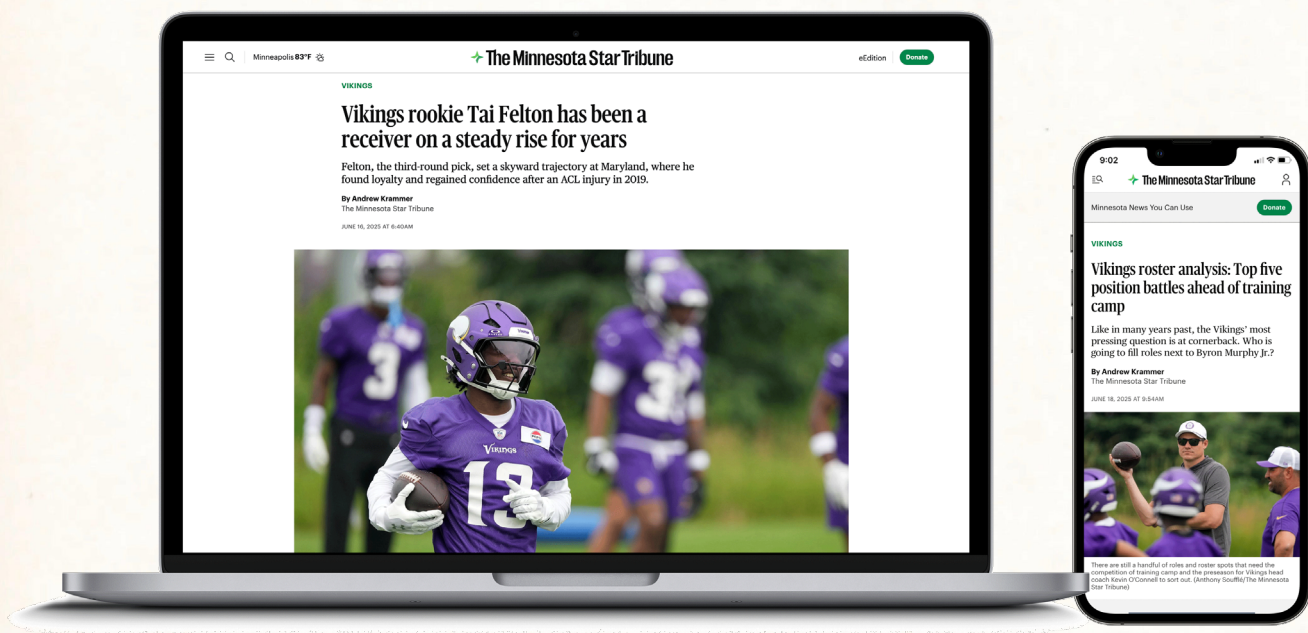 Minneapolis 83°F
The Minnesota Star Tribune
eEdition
Donate
VIKINGS
Vikings rookie Tai Felton has been a
receiver on a steady rise for years
Felton, the third-round pick, set a skyward trajectory at Maryland, where he
found loyalty and regained confidence after an ACL injury in 2019.
By Andrew Krammer
The Minnesota Star Tribune
JUNE 16, 2025 AT 6:40AM
3
VIKINGS
13
9:02
The Minnesota Star Tribune
Minnesota News You Can Use
Donate
VIKINGS
Vikings roster analysis: Top five
position battles ahead of training
camp
Like in many years past, the Vikings' most
pressing question is at cornerback. Who is
going to fill roles next to Byron Murphy Jr.?
By Andrew Krammer
The Minnesota Star Tribune
JUNE 18, 2025 AT 9:54AM
There are still a handful of roles and roster spots that need the
competition of training camp and the preseason for Vikings head
coach Kevin O'Connell to sort out. (Anthony Soufflé/The Minnesota
Star Tribune)